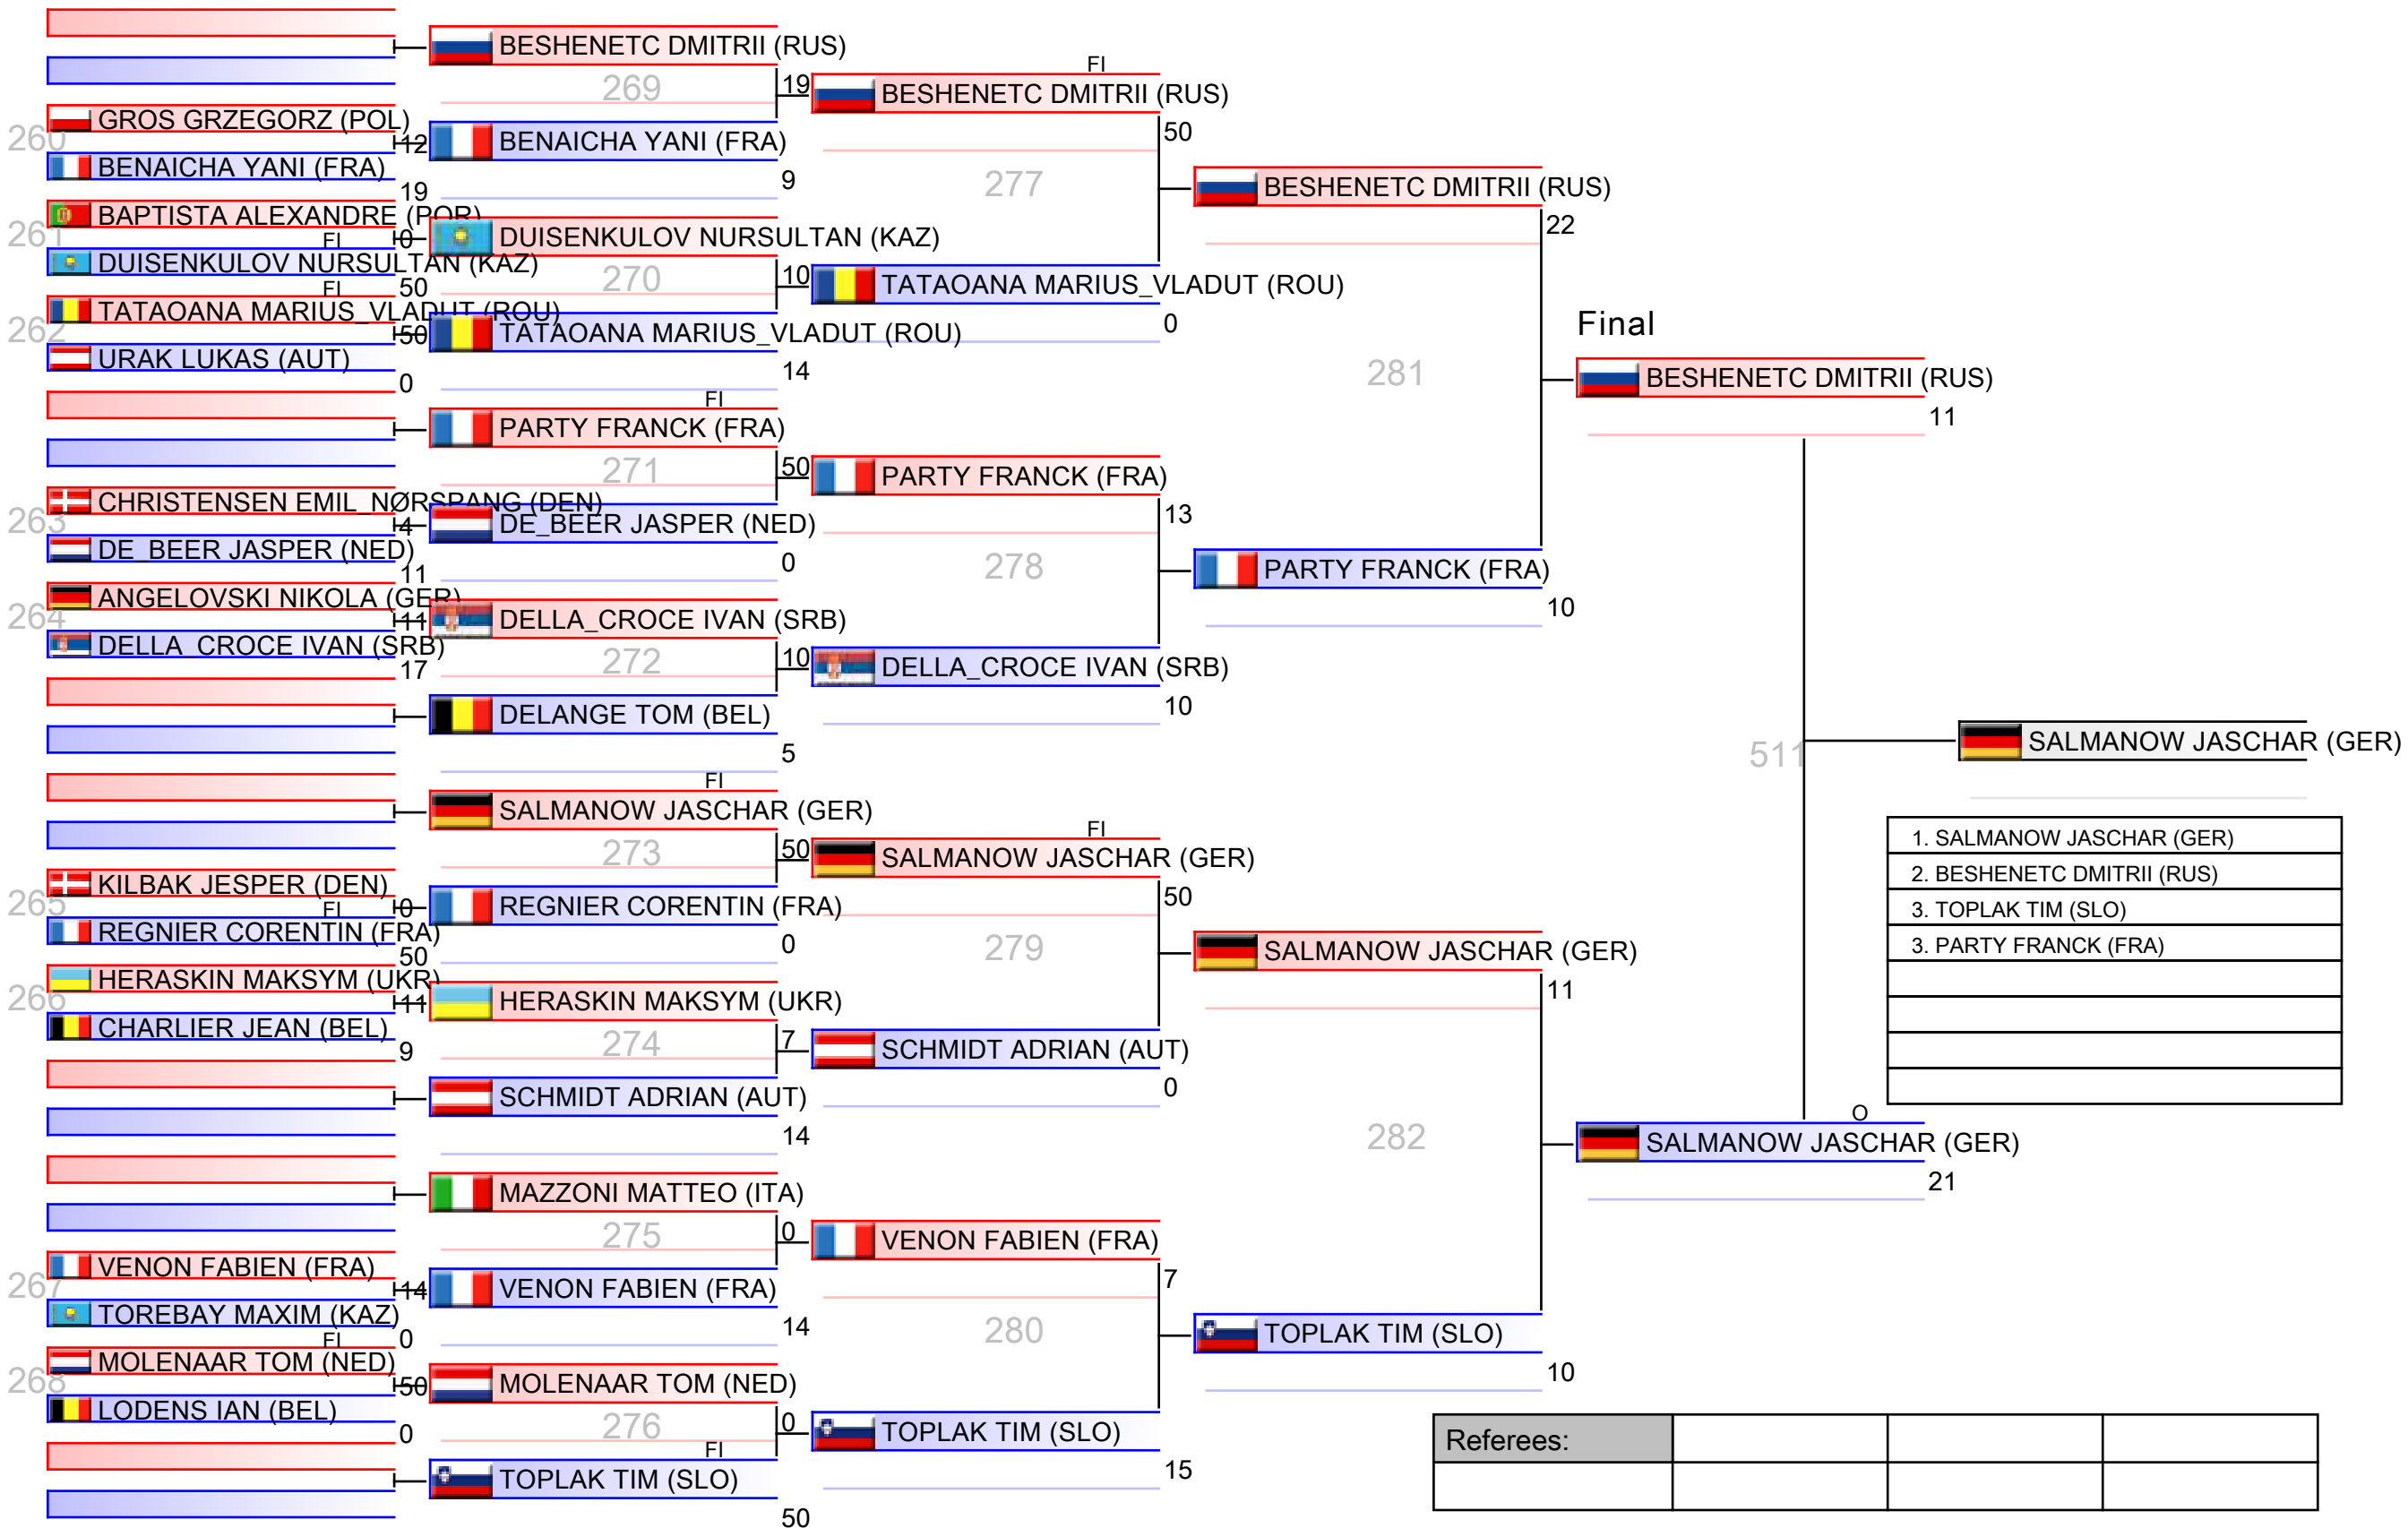 BESHENETC DMITRII (RUS)
269
19
GROS GRZEGORZ (POL)
260
12
BENAICHA YANI (FRA)
19
BENAICHA YANI (FRA)
9
BAPTISTA ALEXANDRE (POR)
261
FI
0
DUISENKULOV NURSULTAN (KAZ)
50
DUISENKULOV NURSULTAN (KAZ)
270
10
FI
TATAOANA MARIUS_VLADUT (ROU)
262
50
URAK LUKAS (AUT)
0
TATAOANA MARIUS_VLADUT (ROU)
14
FI
PARTY FRANCK (FRA)
271
50
CHRISTENSEN EMIL_NØRSPANG (DEN)
263
4
DE_BEER JASPER (NED)
11
DE_BEER JASPER (NED)
0
ANGELOVSKI NIKOLA (GER)
264
11
DELLA_CROCE IVAN (SRB)
17
DELLA_CROCE IVAN (SRB)
272
10
DELANGE TOM (BEL)
5
FI
SALMANOW JASCHAR (GER)
273
50
KILBAK JESPER (DEN)
265
FI
0
REGNIER CORENTIN (FRA)
50
REGNIER CORENTIN (FRA)
0
HERASKIN MAKSYM (UKR)
266
11
CHARLIER JEAN (BEL)
9
HERASKIN MAKSYM (UKR)
274
7
SCHMIDT ADRIAN (AUT)
14
MAZZONI MATTEO (ITA)
275
0
VENON FABIEN (FRA)
267
14
TOREBAY MAXIM (KAZ)
0
VENON FABIEN (FRA)
14
FI
MOLENAAR TOM (NED)
268
50
LODENS IAN (BEL)
0
MOLENAAR TOM (NED)
276
0
FI
TOPLAK TIM (SLO)
50
FI
BESHENETC DMITRII (RUS)
50
277
TATAOANA MARIUS_VLADUT (ROU)
0
PARTY FRANCK (FRA)
13
278
DELLA_CROCE IVAN (SRB)
10
FI
SALMANOW JASCHAR (GER)
50
279
SCHMIDT ADRIAN (AUT)
0
VENON FABIEN (FRA)
7
280
TOPLAK TIM (SLO)
15
BESHENETC DMITRII (RUS)
22
281
PARTY FRANCK (FRA)
10
SALMANOW JASCHAR (GER)
11
282
TOPLAK TIM (SLO)
10
Final
BESHENETC DMITRII (RUS)
11
511
O
SALMANOW JASCHAR (GER)
21
SALMANOW JASCHAR (GER)
1. SALMANOW JASCHAR (GER)
2. BESHENETC DMITRII (RUS)
3. TOPLAK TIM (SLO)
3. PARTY FRANCK (FRA)
Referees: